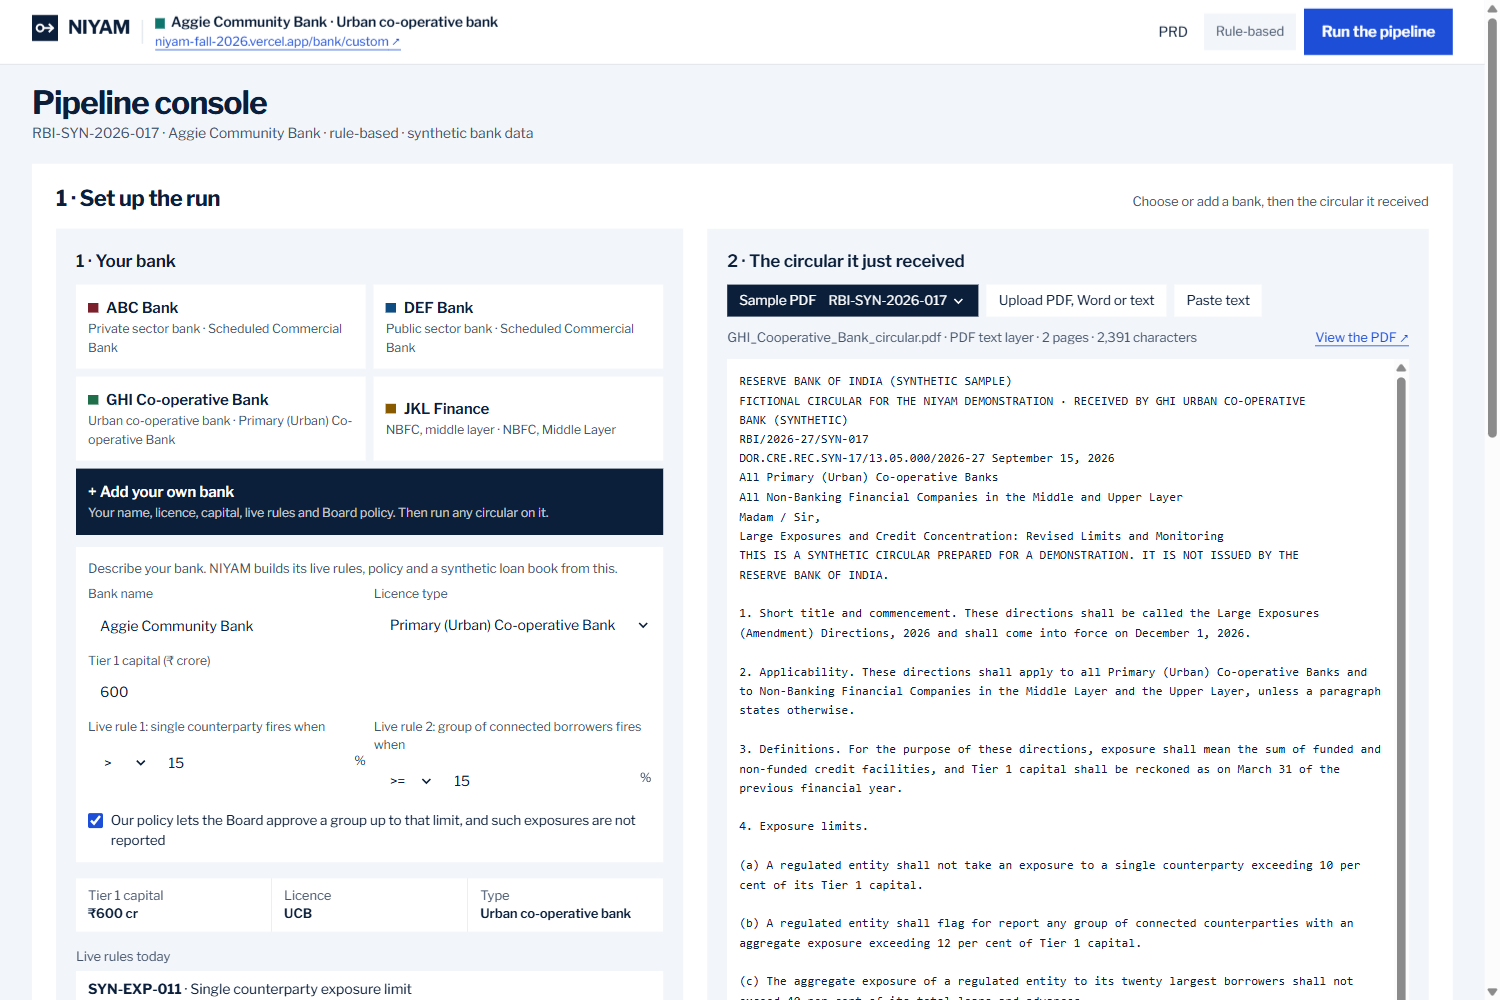 NIYAM
Aggie Community Bank · Urban co-operative bank
niyam-fall-2026.vercel.app/bank/custom ↗
PRD
Rule-based
Run the pipeline
Pipeline console
RBI-SYN-2026-017 · Aggie Community Bank · rule-based · synthetic bank data
1 · Set up the run
Choose or add a bank, then the circular it received
1 · Your bank
ABC Bank
Private sector bank · Scheduled Commercial
Bank
DEF Bank
Public sector bank · Scheduled Commercial
Bank
GHI Co-operative Bank
Urban co-operative bank · Primary (Urban) Co-
operative Bank
JKL Finance
NBFC, middle layer · NBFC, Middle Layer
+ Add your own bank
Your name, licence, capital, live rules and Board policy. Then run any circular on it.
Describe your bank. NIYAM builds its live rules, policy and a synthetic loan book from this.
Bank name
Licence type
Aggie Community Bank
Primary (Urban) Co-operative Bank
Tier 1 capital (₹ crore)
600
Live rule 1: single counterparty fires when
> 15 %
Live rule 2: group of connected borrowers fires
when
>= 15 %
Our policy lets the Board approve a group up to that limit, and such exposures are not
reported
Tier 1 capital
₹600 cr
Licence
UCB
Type
Urban co-operative bank
Live rules today
SYN-EXP-011 · Single counterparty exposure limit
2 · The circular it just received
Sample PDF RBI-SYN-2026-017
Upload PDF, Word or text
Paste text
GHI_Cooperative_Bank_circular.pdf · PDF text layer · 2 pages · 2,391 characters
View the PDF ↗
RESERVE BANK OF INDIA (SYNTHETIC SAMPLE)
FICTIONAL CIRCULAR FOR THE NIYAM DEMONSTRATION · RECEIVED BY GHI URBAN CO-OPERATIVE
BANK (SYNTHETIC)
RBI/2026-27/SYN-017
DOR.CRE.REC.SYN-17/13.05.000/2026-27 September 15, 2026
All Primary (Urban) Co-operative Banks
All Non-Banking Financial Companies in the Middle and Upper Layer
Madam / Sir,
Large Exposures and Credit Concentration: Revised Limits and Monitoring
THIS IS A SYNTHETIC CIRCULAR PREPARED FOR A DEMONSTRATION. IT IS NOT ISSUED BY THE
RESERVE BANK OF INDIA.
1. Short title and commencement. These directions shall be called the Large Exposures
(Amendment) Directions, 2026 and shall come into force on December 1, 2026.
2. Applicability. These directions shall apply to all Primary (Urban) Co-operative Banks and
to Non-Banking Financial Companies in the Middle Layer and the Upper Layer, unless a paragraph
states otherwise.
3. Definitions. For the purpose of these directions, exposure shall mean the sum of funded and
non-funded credit facilities, and Tier 1 capital shall be reckoned as on March 31 of the
previous financial year.
4. Exposure limits.
(a) A regulated entity shall not take an exposure to a single counterparty exceeding 10 per
cent of its Tier 1 capital.
(b) A regulated entity shall flag for report any group of connected counterparties with an
aggregate exposure exceeding 12 per cent of Tier 1 capital.
(c) The aggregate exposure of a regulated entity to its twenty largest borrowers shall not
exceed 40 per cent of its total loans and advances.